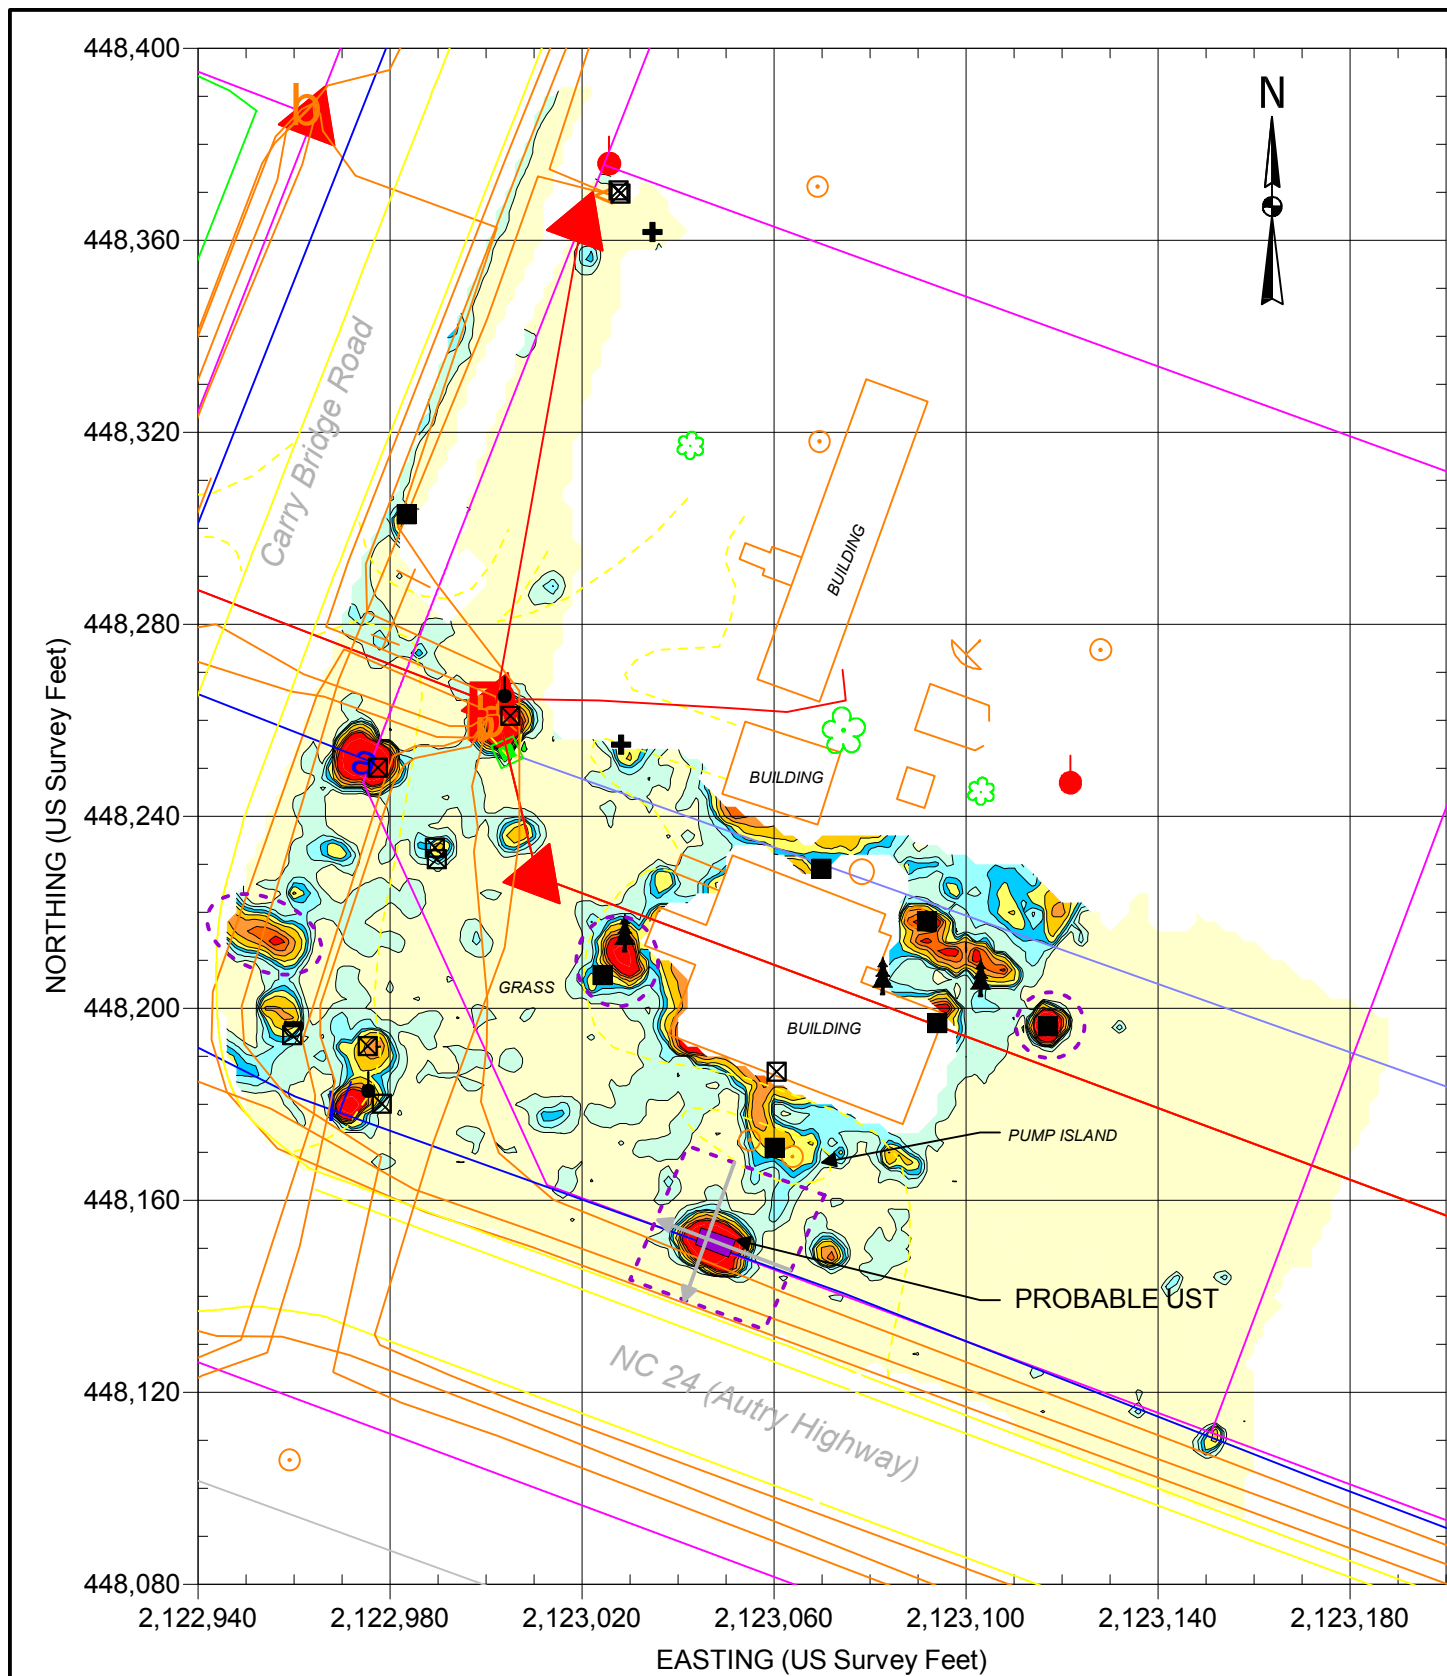 448,400
N
b
448,360
Carry Bridge Road
448,320
BUILDING
448,280
NORTHING (US Survey Feet)
a
BUILDING
448,240
GRASS
448,200
BUILDING
PUMP ISLAND
448,160
PROBABLE UST
NC 24 (Autry Highway)
448,120
448,080
2,122,940
2,122,980
2,123,020
2,123,060
2,123,100
2,123,140
2,123,180
EASTING (US Survey Feet)